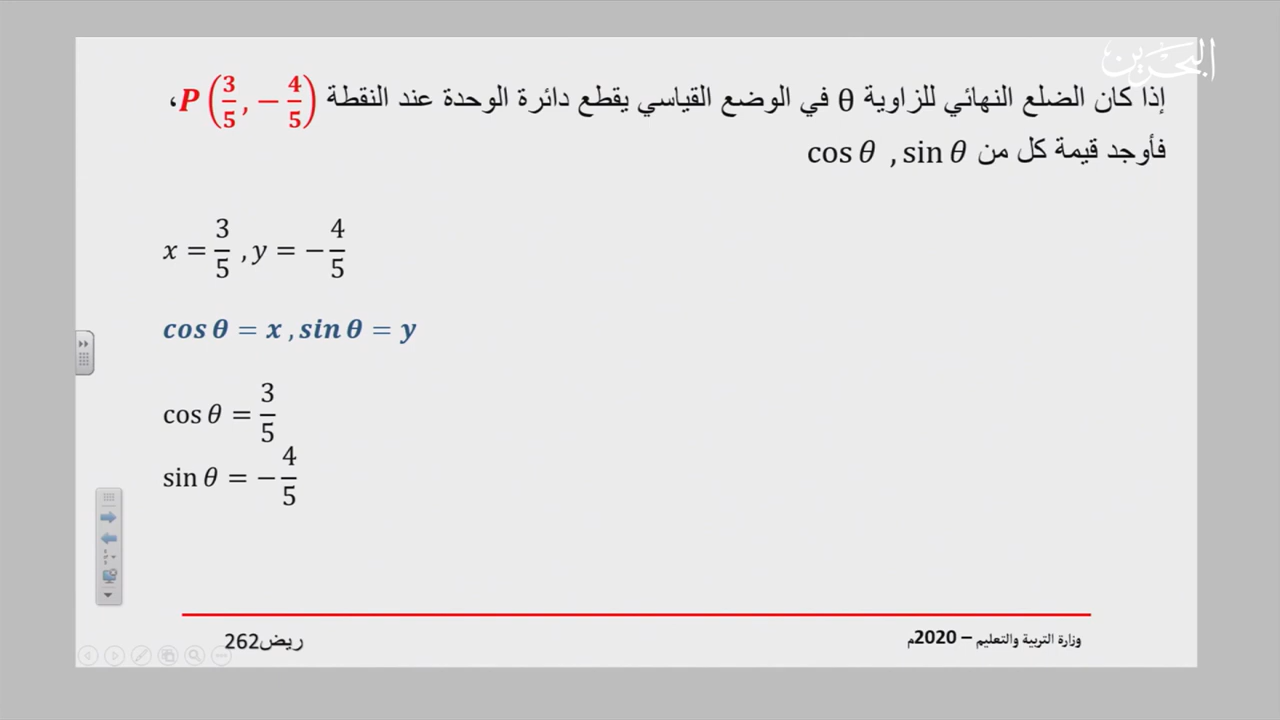 البحرين
إذا كان الضلع النهائي للزاوية θ في الوضع القياسي يقطع دائرة الوحدة عند النقطة P(3/5, −4/5)،
فأوجد قيمة كل من cos θ , sin θ
x = 3/5 , y = −4/5
cos θ = x , sin θ = y
cos θ = 3/5
sin θ = −4/5
وزارة التربية والتعليم – 2020م
ريض262